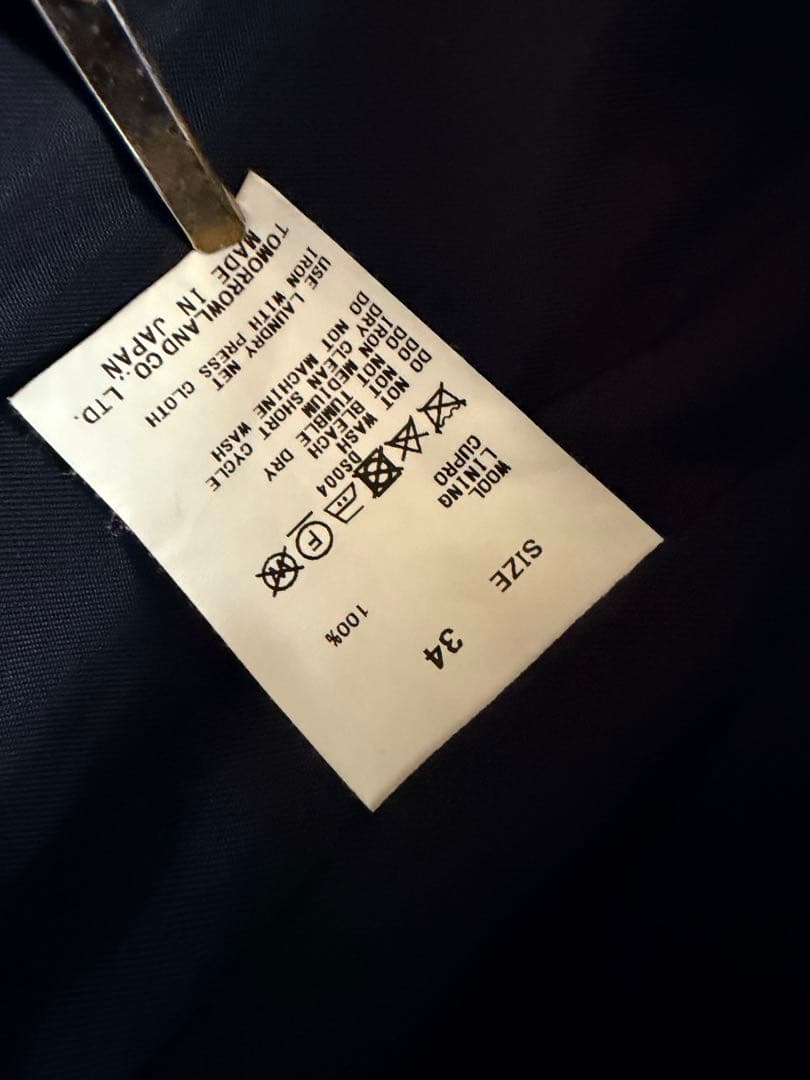 SIZE 34
WOOL 100%
LINING
CUPRO
DS004
F
W
DO NOT WASH
DO NOT BLEACH
DO NOT TUMBLE DRY
IRON MEDIUM
DRY CLEAN SHORT CYCLE
DO NOT MACHINE WASH
USE LAUNDRY NET
IRON WITH PRESS CLOTH
TOMORROWLAND CO., LTD.
MADE IN JAPAN